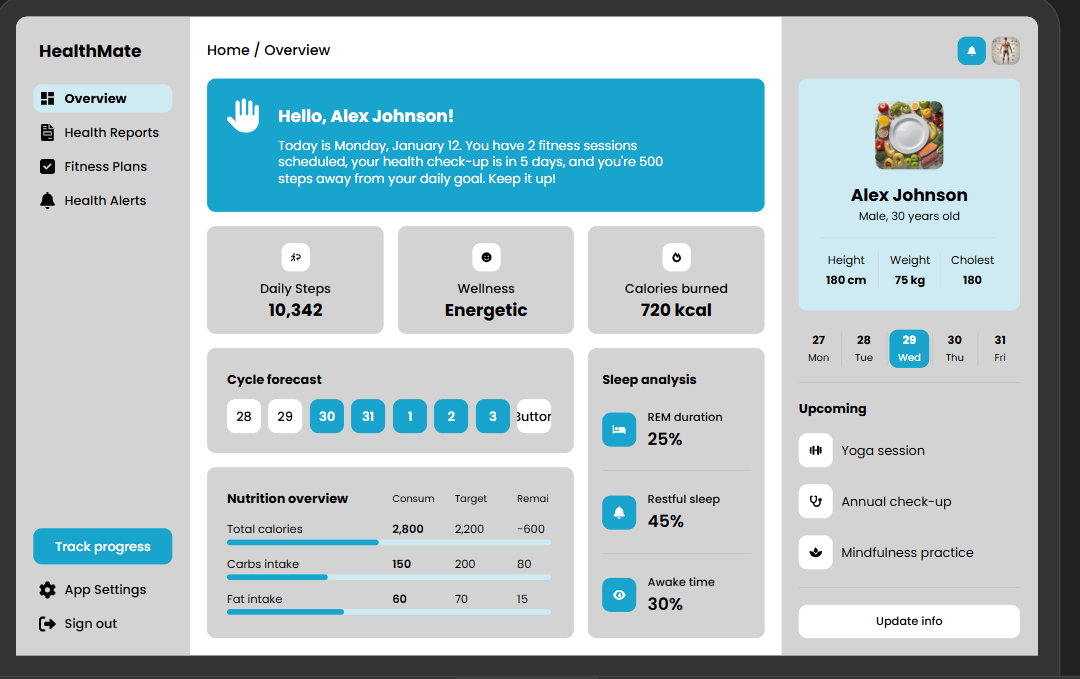 HealthMate
Overview
Health Reports
Fitness Plans
Health Alerts
Track progress
App Settings
Sign out
Home / Overview
Hello, Alex Johnson!
Today is Monday, January 12. You have 2 fitness sessions
scheduled, your health check-up is in 5 days, and you're 500
steps away from your daily goal. Keep it up!
Daily Steps
10,342
Wellness
Energetic
Calories burned
720 kcal
Cycle forecast
28 29 30 31 1 2 3 Button
Nutrition overview Consum Target Remai
Total calories 2,800 2,200 -600
Carbs intake 150 200 80
Fat intake 60 70 15
Sleep analysis
REM duration
25%
Restful sleep
45%
Awake time
30%
Alex Johnson
Male, 30 years old
Height Weight Cholest
180 cm 75 kg 180
27 28 29 30 31
Mon Tue Wed Thu Fri
Upcoming
Yoga session
Annual check-up
Mindfulness practice
Update info